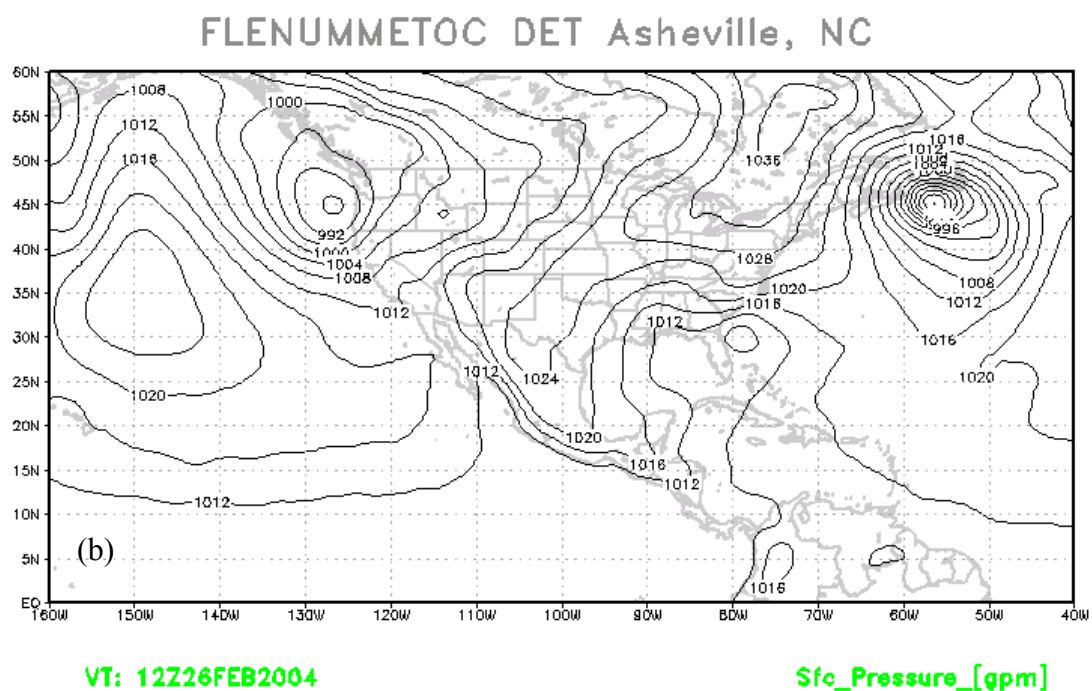 FLENUMMETOC DET Asheville, NC
60N
1008
1000
55N
1012
1016
1012
1036
50N
1016
1004
45N
992
996
40N
1000
1004
1028
1008
1020
1008
35N
1016
1012
1012
1012
30N
1016
25N
1012
1024
1020
1020
20N
1020
1016
15N
1012
1012
10N
(b)
5N
1016
EQ
160W 150W 140W 130W 120W 110W 100W 90W 80W 70W 60W 50W 40W
VT: 12Z26FEB2004 Sfc_Pressure_[gpm]